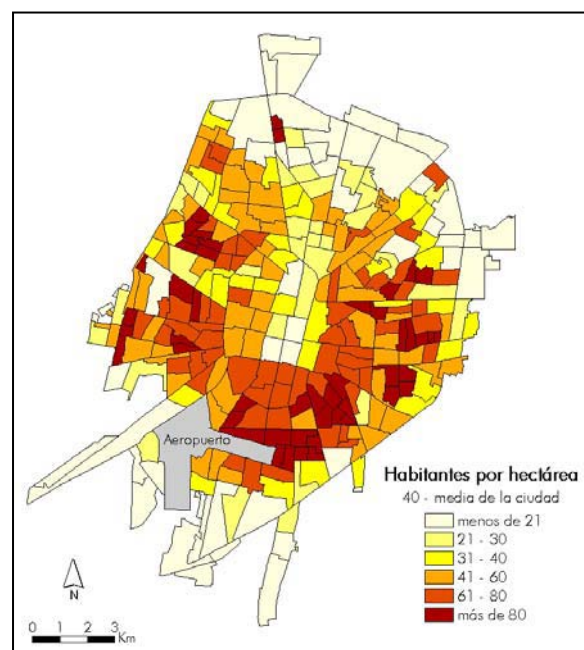 Aeropuerto
Habitantes por hectárea
40 - media de la ciudad
menos de 21
21 - 30
31 - 40
41 - 60
61 - 80
más de 80
N
0 1 2 3
Km